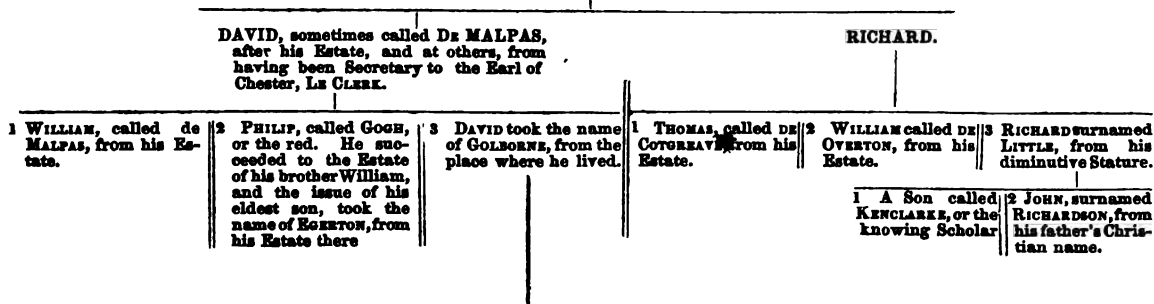 DAVID, sometimes called DE MALPAS,
after his Estate, and at others, from
having been Secretary to the Earl of
Chester, LE CLERK.
RICHARD.
1 WILLIAM, called de
MALPAS, from his Es-
tate.
2 PHILIP, called GOGH,
or the red. He suc-
ceeded to the Estate
of his brother William,
and the issue of his
eldest son, took the
name of EGERTON, from
his Estate there
3 DAVID took the name
of GOLBORNE, from the
place where he lived.
1 THOMAS, called DE
COTGREAVE, from his
Estate.
2 WILLIAM called DE
OVERTON, from his
Estate.
3 RICHARD surnamed
LITTLE, from his
diminutive Stature.
1 A Son called
KENCLARKE, or the
knowing Scholar
2 JOHN, surnamed
RICHARDSON, from
his father's Chris-
tian name.